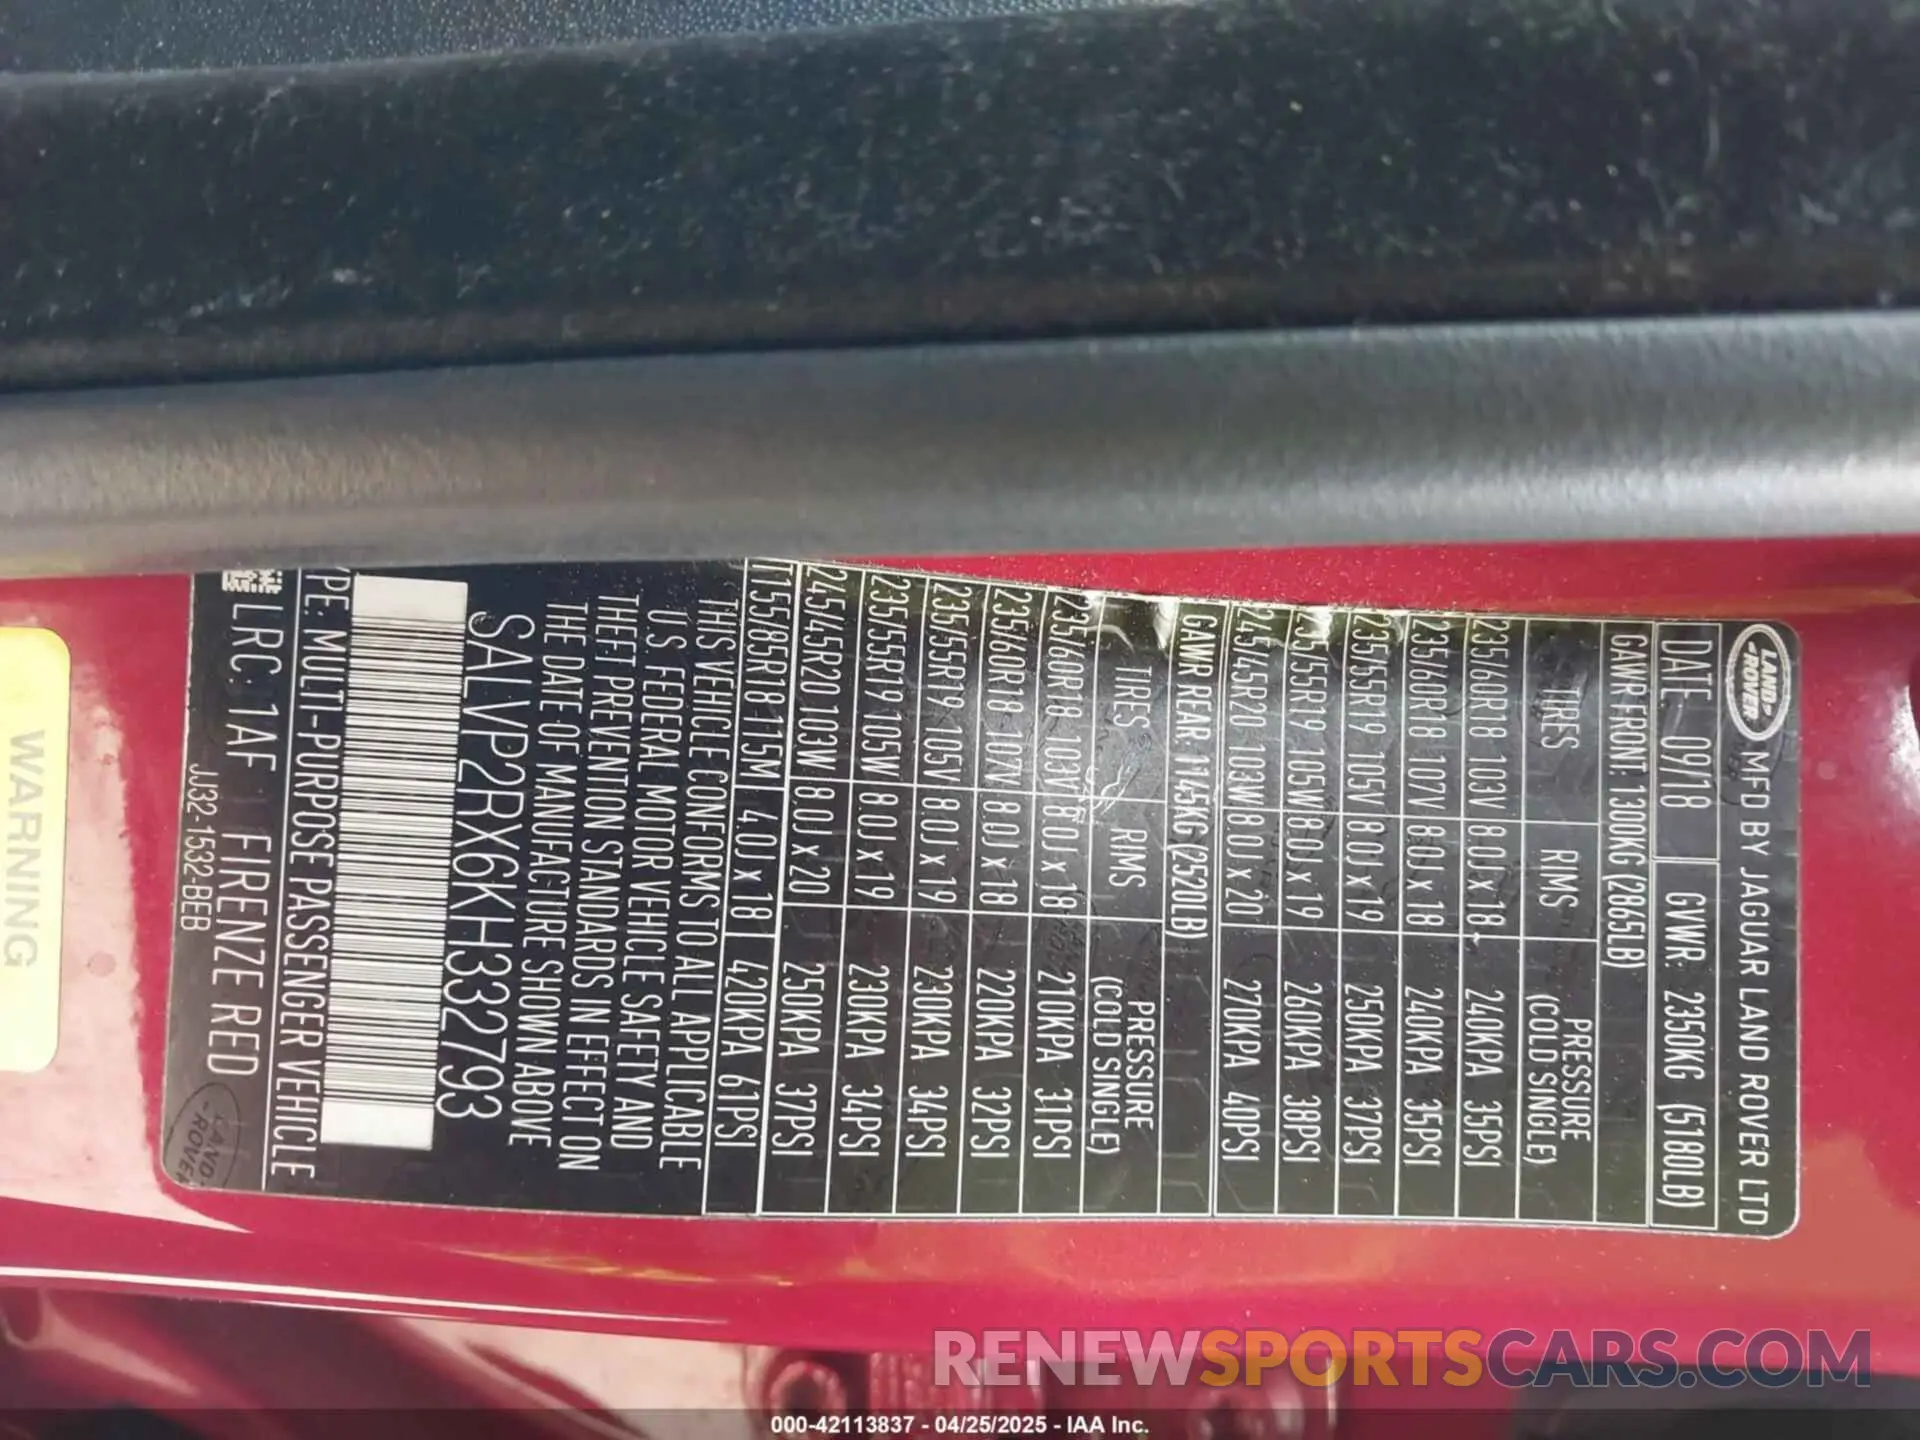 LAND-
-ROVER
MFD BY JAGUAR LAND ROVER LTD
DATE: 09/18 GVWR: 2350KG (5180LB)
GAWR FRONT: 1300KG (2865LB)
TIRES RIMS PRESSURE
(COLD SINGLE)
235/60R18 103V 8.0J x 18 240KPA 35PSI
235/60R18 107V 8.0J x 18 240KPA 35PSI
235/55R19 105V 8.0J x 19 250KPA 37PSI
235/55R19 105W 8.0J x 19 260KPA 38PSI
245/45R20 103W 8.0J x 20 270KPA 40PSI
GAWR REAR: 1145KG (2520LB)
TIRES RIMS PRESSURE
(COLD SINGLE)
235/60R18 103V 8.0J x 18 210KPA 31PSI
235/60R18 107V 8.0J x 18 220KPA 32PSI
235/55R19 105V 8.0J x 19 230KPA 34PSI
235/55R19 105W 8.0J x 19 230KPA 34PSI
245/45R20 103W 8.0J x 20 250KPA 37PSI
T155/85R18 115M 4.0J x 18 420KPA 61PSI
THIS VEHICLE CONFORMS TO ALL APPLICABLE
U.S. FEDERAL MOTOR VEHICLE SAFETY AND
THEFT PREVENTION STANDARDS IN EFFECT ON
THE DATE OF MANUFACTURE SHOWN ABOVE
SALVP2RX6KH332793
YPE: MULTI-PURPOSE PASSENGER VEHICLE
LRC: 1AF FIRENZE RED
JJ32-1532-BEB
LAND-
-ROVER
WARNING
RENEWSPORTSCARS.COM
000-42113837 - 04/25/2025 - IAA Inc.